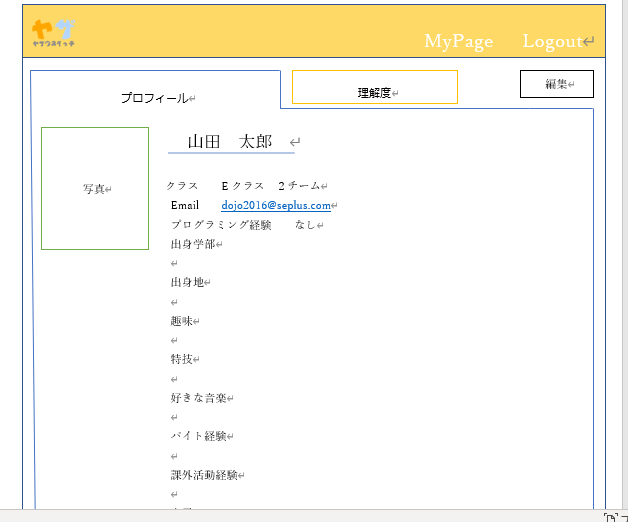 ヤザ
ヤザワスイッチ
MyPage Logout
プロフィール
理解度
編集
写真
山田 太郎
クラス Eクラス 2チーム
Email dojo2016@seplus.com
プログラミング経験 なし
出身学部
出身地
趣味
特技
好きな音楽
バイト経験
課外活動経験